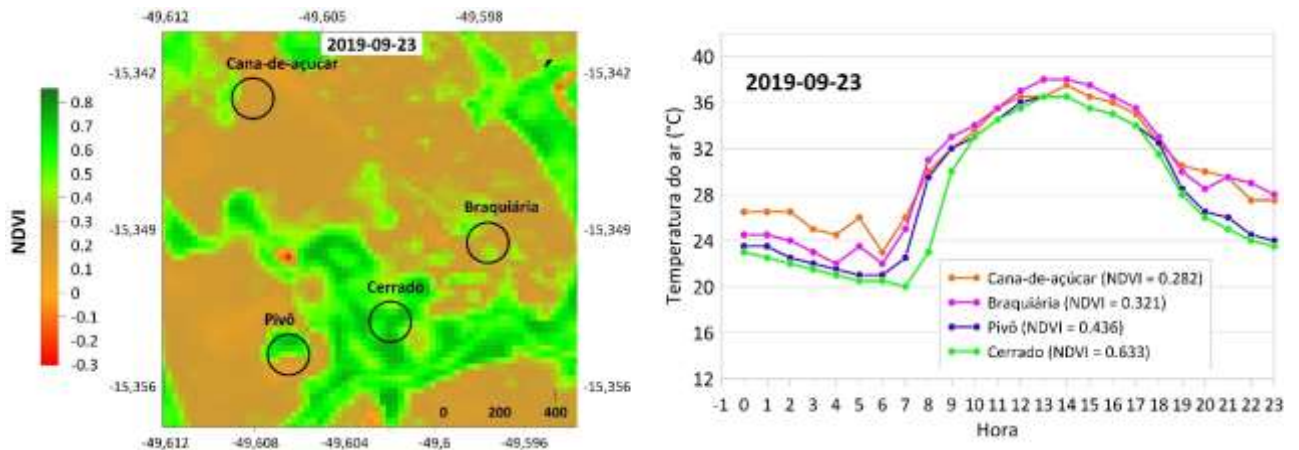 -49,612 -49,605 -49,598
2019-09-23
Cana-de-açúcar
-15,342 -15,342
NDVI
0.8
0.7
0.6
0.5
0.4
0.3
0.2
0.1
0
-0.1
-0.2
-0.3
Braquiária
-15,349 -15,349
Cerrado
Pivô
-15,356 -15,356
0 200 400
-49,612 -49,608 -49,604 -49,6 -49,596
2019-09-23
Temperatura do ar (°C)
40
36
32
28
24
20
16
12
Cana-de-açúcar (NDVI = 0.282)
Braquiária (NDVI = 0.321)
Pivô (NDVI = 0.436)
Cerrado (NDVI = 0.633)
-1 0 1 2 3 4 5 6 7 8 9 10 11 12 13 14 15 16 17 18 19 20 21 22 23
Hora